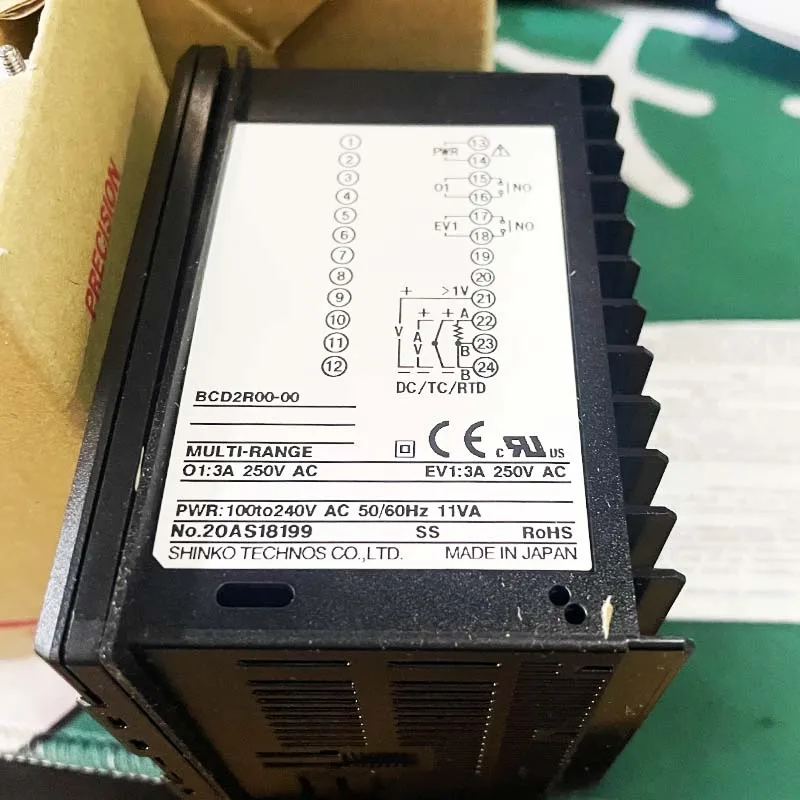 PRECISION
1 13
PWR
2 14
3 15
O1 NO
4 16
5 17
EV1 NO
6 18
7 19
8 20
+ >1V
9 21
+ + A
10 22
V A
11 23
V B
12 24
B
DC/TC/RTD
BCD2R00-00
MULTI-RANGE
CE c RU US
O1:3A 250V AC EV1:3A 250V AC
PWR:100to240V AC 50/60Hz 11VA
No.20AS18199 SS RoHS
SHINKO TECHNOS CO.,LTD. MADE IN JAPAN